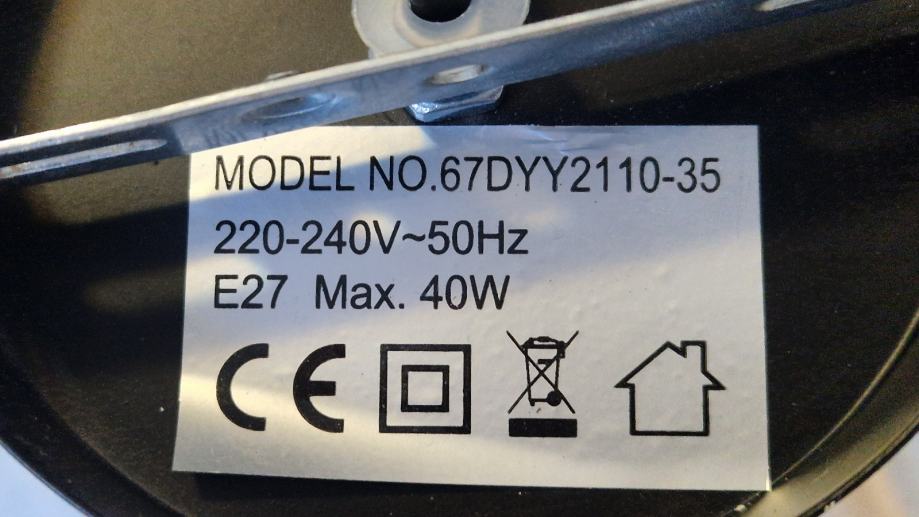 MODEL NO.67DYY2110-35
220-240V~50Hz
E27 Max. 40W
CE